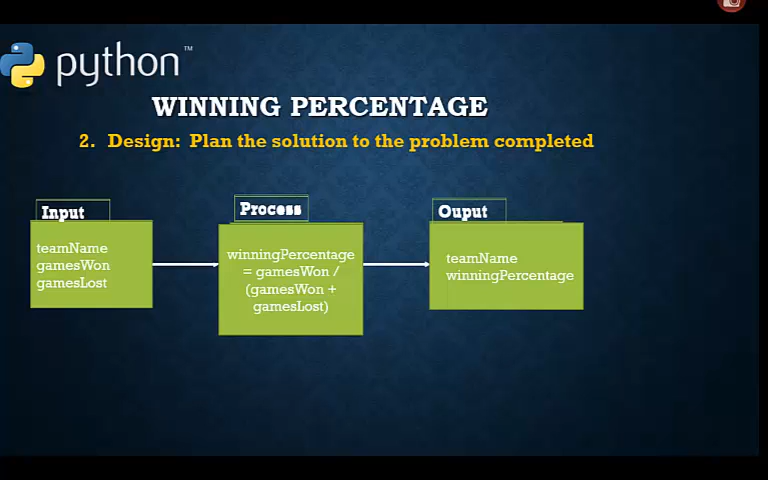 python™
WINNING PERCENTAGE
2. Design: Plan the solution to the problem completed
Input
teamName
gamesWon
gamesLost
Process
winningPercentage
= gamesWon /
(gamesWon +
gamesLost)
Ouput
teamName
winningPercentage